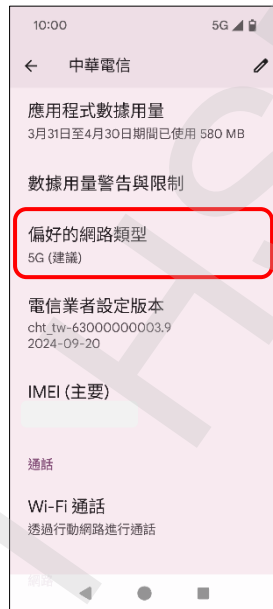 10:00 5G
中華電信
應用程式數據用量
3月31日至4月30日期間已使用 580 MB
數據用量警告與限制
偏好的網路類型
5G (建議)
電信業者設定版本
cht_tw-63000000003.9
2024-09-20
IMEI (主要)
通話
Wi-Fi 通話
透過行動網路進行通話
網路